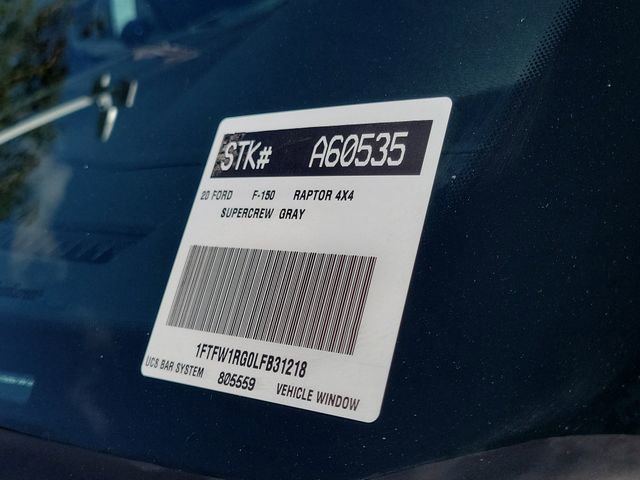 STK# A60535
20 FORD F-150 RAPTOR 4X4
SUPERCREW GRAY
1FTFW1RG0LFB31218
UCS BAR SYSTEM 805559 VEHICLE WINDOW